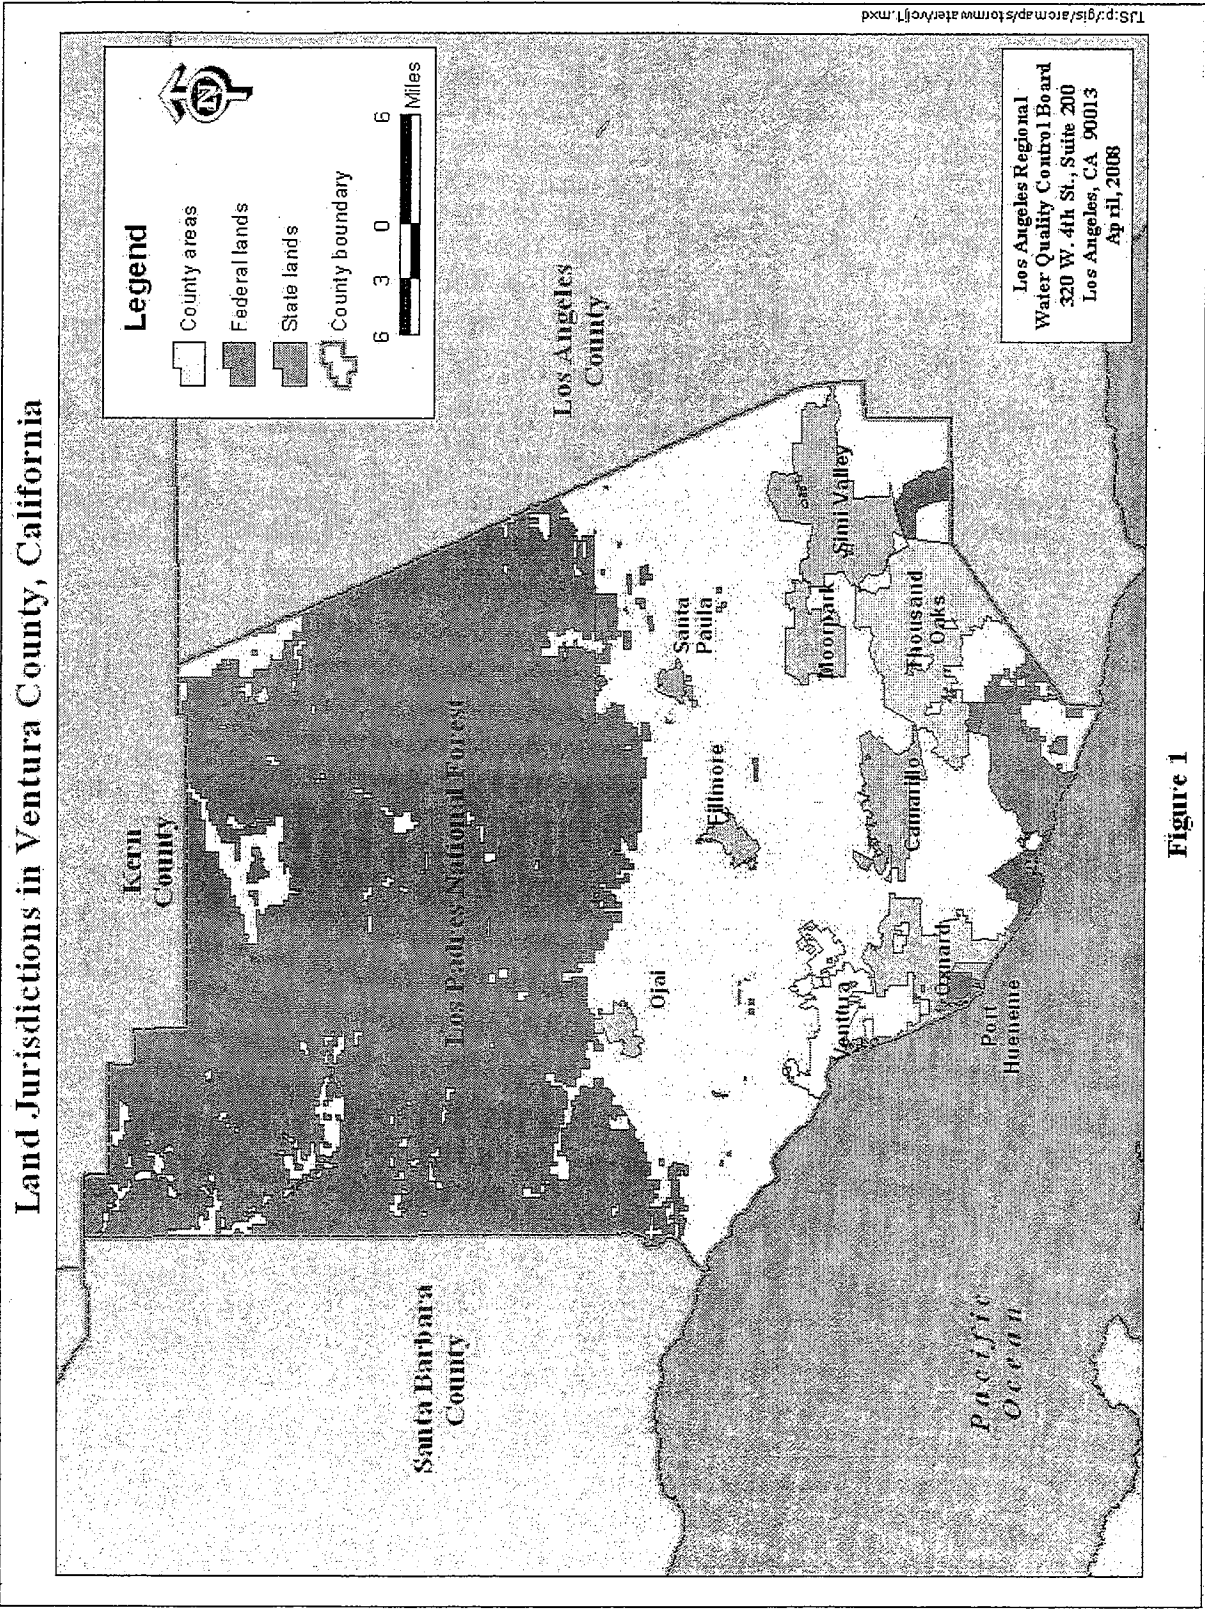 Land Jurisdictions in Ventura County, California
Legend
County areas
Federal lands
State lands
County boundary
N
6 3 0 6
Miles
Kern
County
Los Angeles
County
Santa Barbara
County
Los Padres National Forest
Ojai
Fillmore
Santa
Paula
Moorpark
Simi Valley
Thousand
Oaks
Camarillo
Ventura
Oxnard
Port
Hueneme
Pacific
Ocean
Los Angeles Regional
Water Quality Control Board
320 W. 4th St., Suite 200
Los Angeles, CA 90013
April, 2008
TJS:p:/gis/arcmap/stormwater/vcljT.mxd
Figure 1